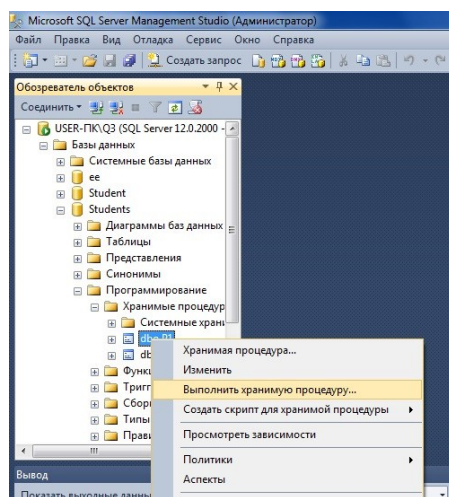 Microsoft SQL Server Management Studio (Администратор)
Файл Правка Вид Отладка Сервис Окно Справка
Создать запрос
Обозреватель объектов
Соединить
USER-ПК\Q3 (SQL Server 12.0.2000 -
Базы данных
Системные базы данных
ee
Student
Students
Диаграммы баз данных
Таблицы
Представления
Синонимы
Программирование
Хранимые процедур
Системные храни
Хранимая процедура...
Изменить
Выполнить хранимую процедуру...
Создать скрипт для хранимой процедуры
Просмотреть зависимости
Политики
Аспекты
Вывод